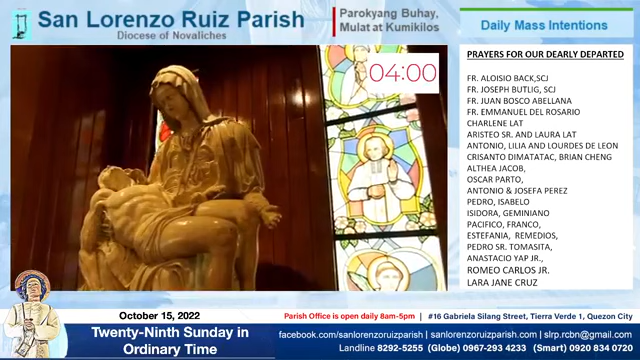 San Lorenzo Ruiz Parish
Diocese of Novaliches
Parokyang Buhay,
Mulat at Kumikilos
Daily Mass Intentions
04:00
PRAYERS FOR OUR DEARLY DEPARTED
FR. ALOISIO BACK,SCJ
FR. JOSEPH BUTLIG, SCJ
FR. JUAN BOSCO ABELLANA
FR. EMMANUEL DEL ROSARIO
CHARLENE LAT
ARISTEO SR. AND LAURA LAT
ANTONIO, LILIA AND LOURDES DE LEON
CRISANTO DIMATATAC, BRIAN CHENG
ALTHEA JACOB,
OSCAR PARTO,
ANTONIO & JOSEFA PEREZ
PEDRO, ISABELO
ISIDORA, GEMINIANO
PACIFICO, FRANCO,
ESTEFANIA, REMEDIOS,
PEDRO SR. TOMASITA,
ANASTACIO YAP JR.,
ROMEO CARLOS JR.
LARA JANE CRUZ
October 15, 2022
Twenty-Ninth Sunday in
Ordinary Time
Parish Office is open daily 8am-5pm | #16 Gabriela Silang Street, Tierra Verde 1, Quezon City
facebook.com/sanlorenzoruizparish | sanlorenzoruizparish.com | slrp.rcbn@gmail.com
Landline 8292-5255 (Globe) 0967-293 4233 (Smart) 0920 834 0720